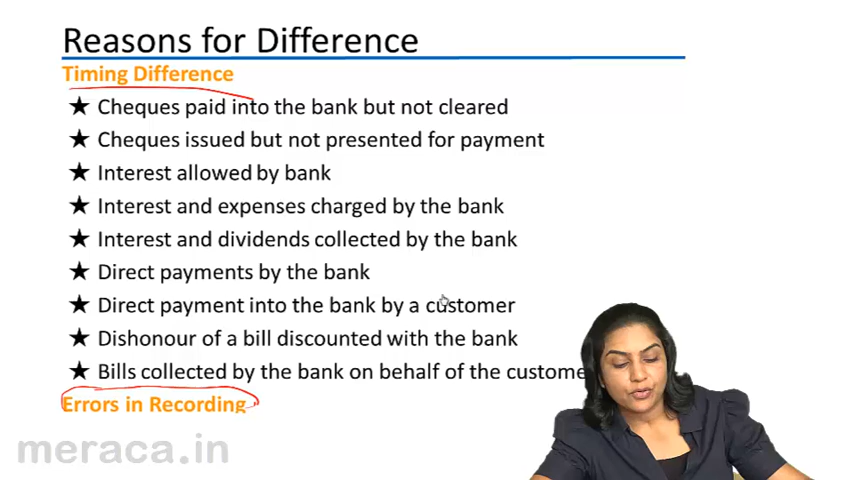 Reasons for Difference
Timing Difference
★ Cheques paid into the bank but not cleared
★ Cheques issued but not presented for payment
★ Interest allowed by bank
★ Interest and expenses charged by the bank
★ Interest and dividends collected by the bank
★ Direct payments by the bank
★ Direct payment into the bank by a customer
★ Dishonour of a bill discounted with the bank
★ Bills collected by the bank on behalf of the custome
Errors in Recording
meraca.in